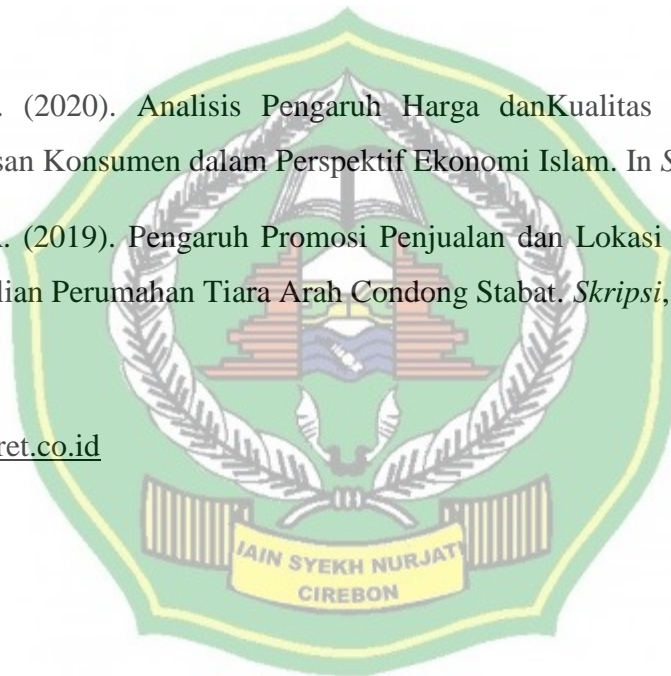 . (2020). Analisis Pengaruh Harga danKualitas
san Konsumen dalam Perspektif Ekonomi Islam. In S
. (2019). Pengaruh Promosi Penjualan dan Lokasi
lian Perumahan Tiara Arah Condong Stabat. Skripsi,
ret.co.id
IAIN SYEKH NURJATI
CIREBON